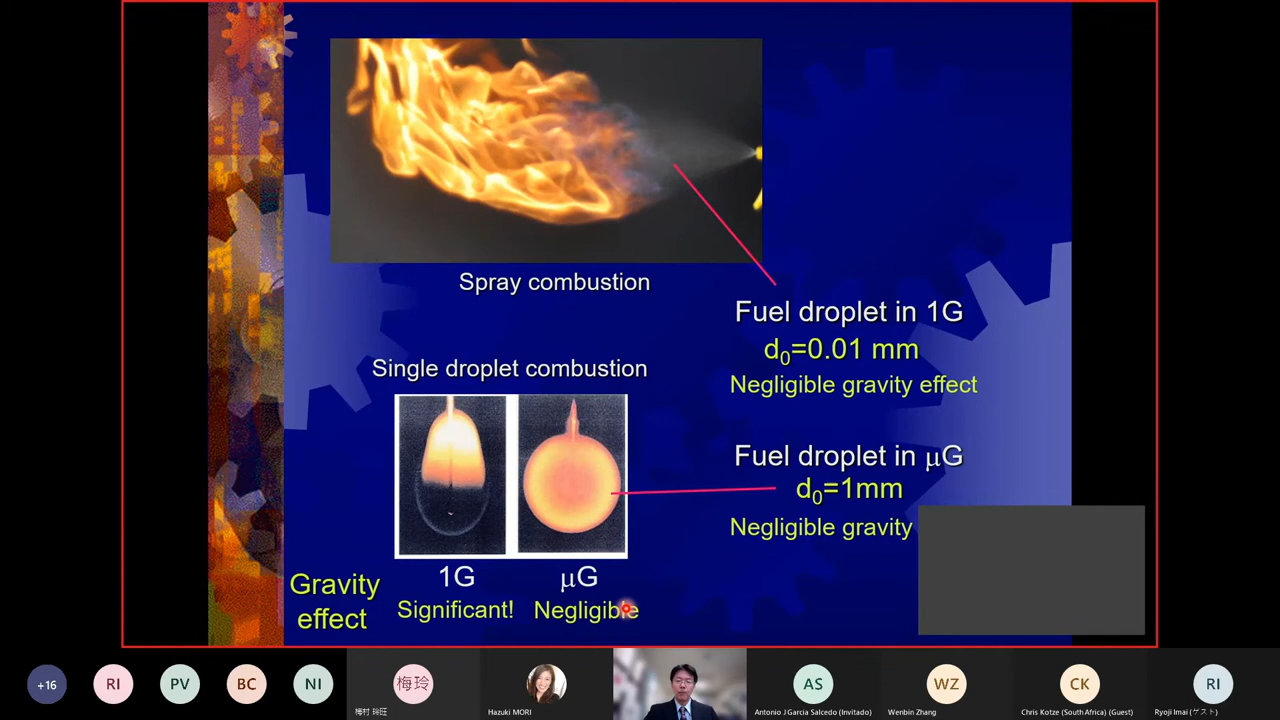 Spray combustion
Fuel droplet in 1G
d₀=0.01 mm
Negligible gravity effect
Single droplet combustion
Fuel droplet in μG
d₀=1mm
Negligible gravity
1G
μG
Gravity
effect
Significant!
Negligible
+16
RI
PV
BC
NI
梅玲
AS
WZ
CK
RI
梅村 玲旺
Hazuki MORI
Antonio J Garcia Salcedo (Invitado)
Wenbin Zhang
Chris Kotze (South Africa) (Guest)
Ryoji Imai (ゲスト)